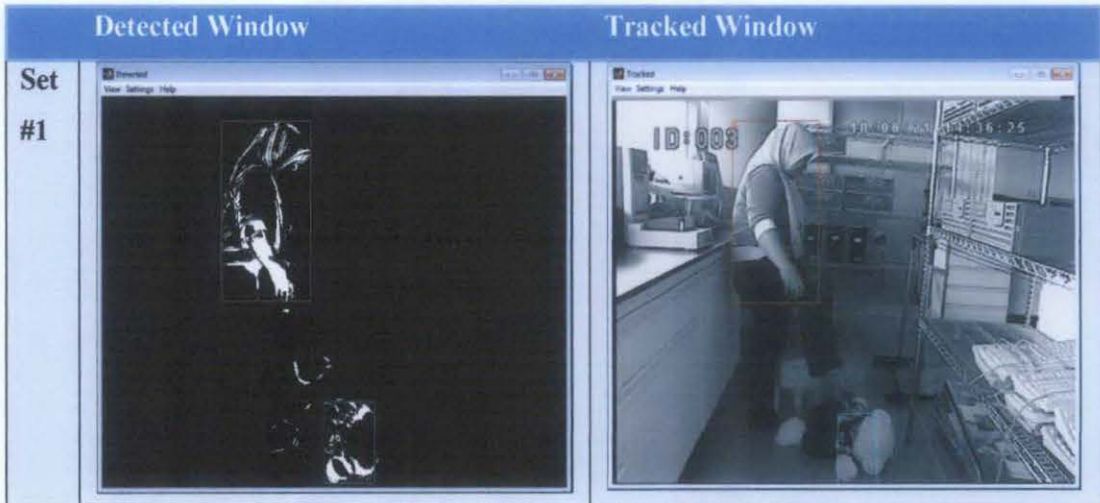 Detected Window Tracked Window
Set
#1
Detected
View Settings Help
Tracked
View Settings Help
ID:003